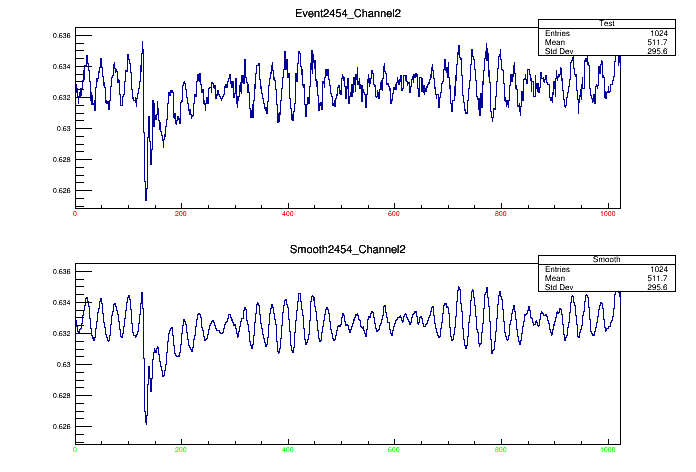 Event2454_Channel2
Test
Entries 1024
Mean 511.7
Std Dev 295.6
0.636
0.634
0.632
0.63
0.628
0.626
0 200 400 600 800 1000
Smooth2454_Channel2
Smooth
Entries 1024
Mean 511.7
Std Dev 295.6
0.636
0.634
0.632
0.63
0.628
0.626
0 200 400 600 800 1000